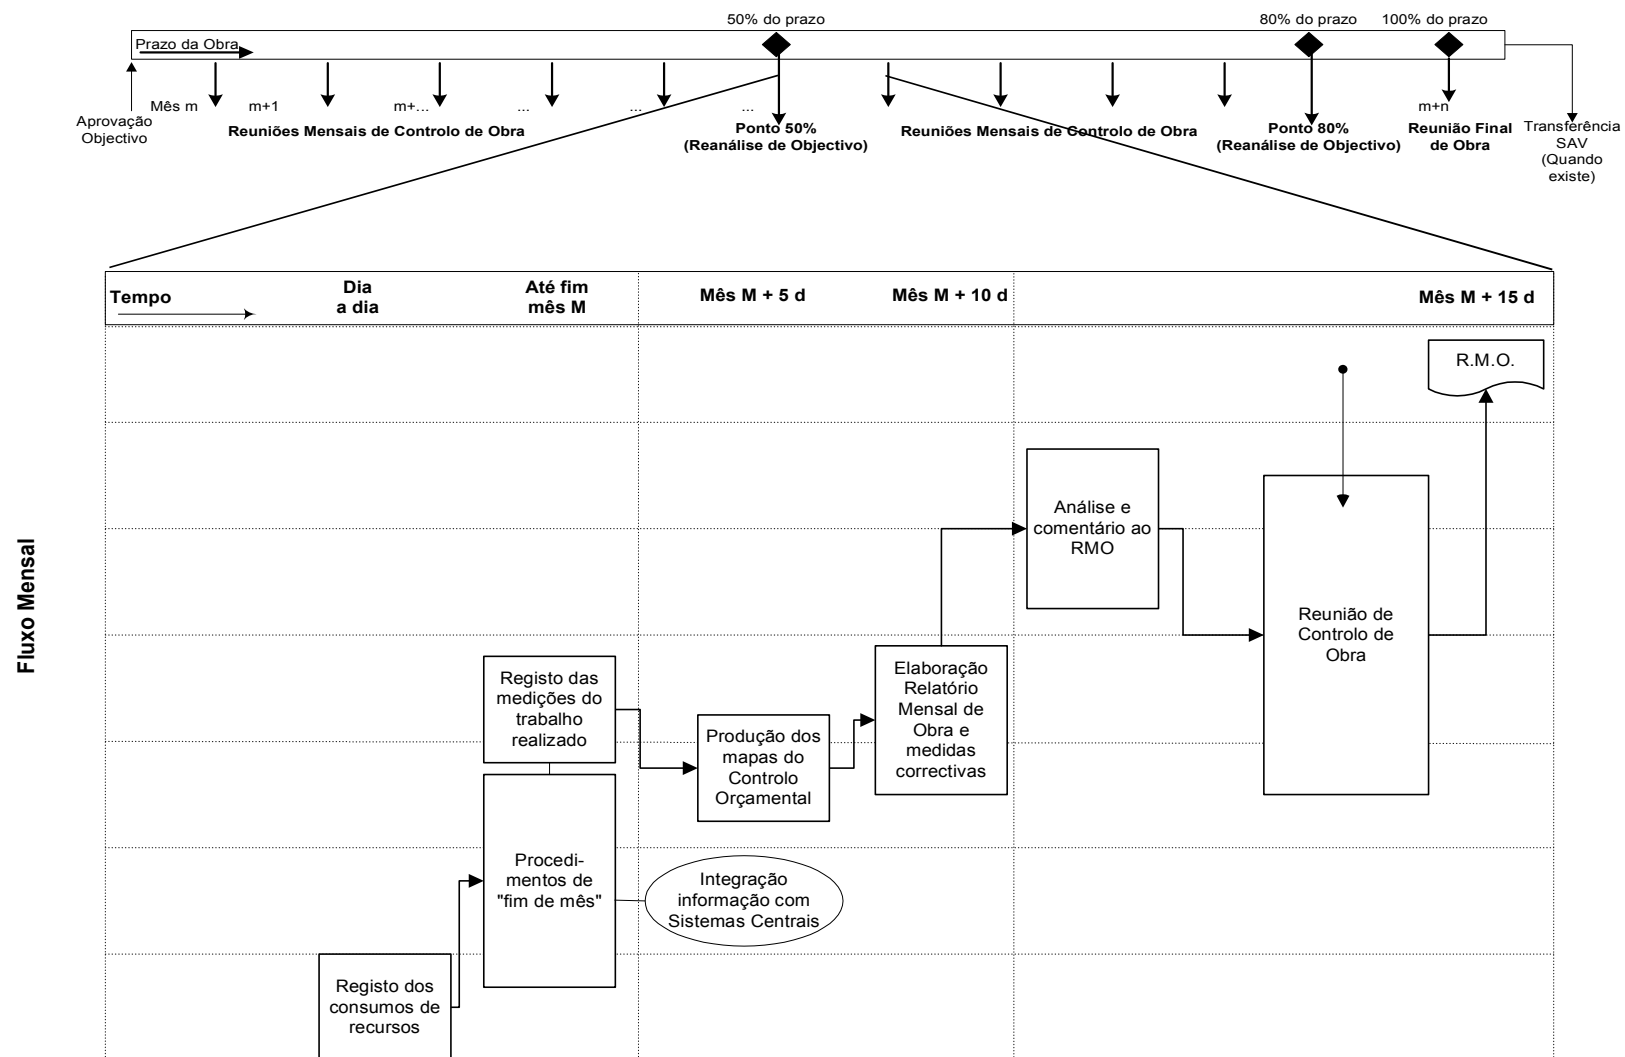 50% do prazo
80% do prazo
100% do prazo
Prazo da Obra
Mês m
m+1
m+...
...
...
...
m+n
Aprovação
Objectivo
Reuniões Mensais de Controlo de Obra
Ponto 50%
(Reanálise de Objectivo)
Reuniões Mensais de Controlo de Obra
Ponto 80%
(Reanálise de Objectivo)
Reunião Final
de Obra
Transferência
SAV
(Quando
existe)
Tempo
Dia
a dia
Até fim
mês M
Mês M + 5 d
Mês M + 10 d
Mês M + 15 d
Fluxo Mensal
R.M.O.
Análise e
comentário ao
RMO
Reunião de
Controlo de
Obra
Registo das
medições do
trabalho
realizado
Produção dos
mapas do
Controlo
Orçamental
Elaboração
Relatório
Mensal de
Obra e
medidas
correctivas
Procedi-
mentos de
"fim de mês"
Integração
informação com
Sistemas Centrais
Registo dos
consumos de
recursos